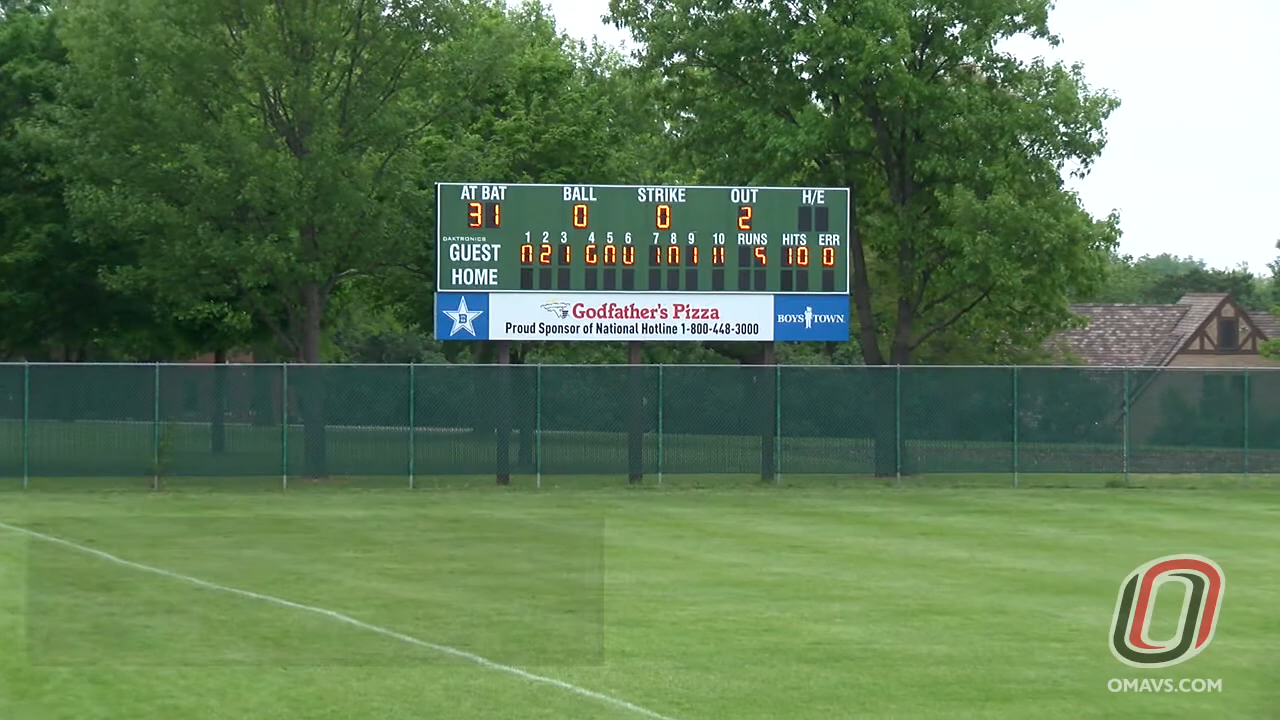 AT BAT BALL STRIKE OUT H/E
31 0 0 2
DAKTRONICS 1 2 3 4 5 6 7 8 9 10 RUNS HITS ERR
GUEST 10 0
HOME
B Godfather's Pizza BOYS TOWN
Proud Sponsor of National Hotline 1-800-448-3000
OMAVS.COM